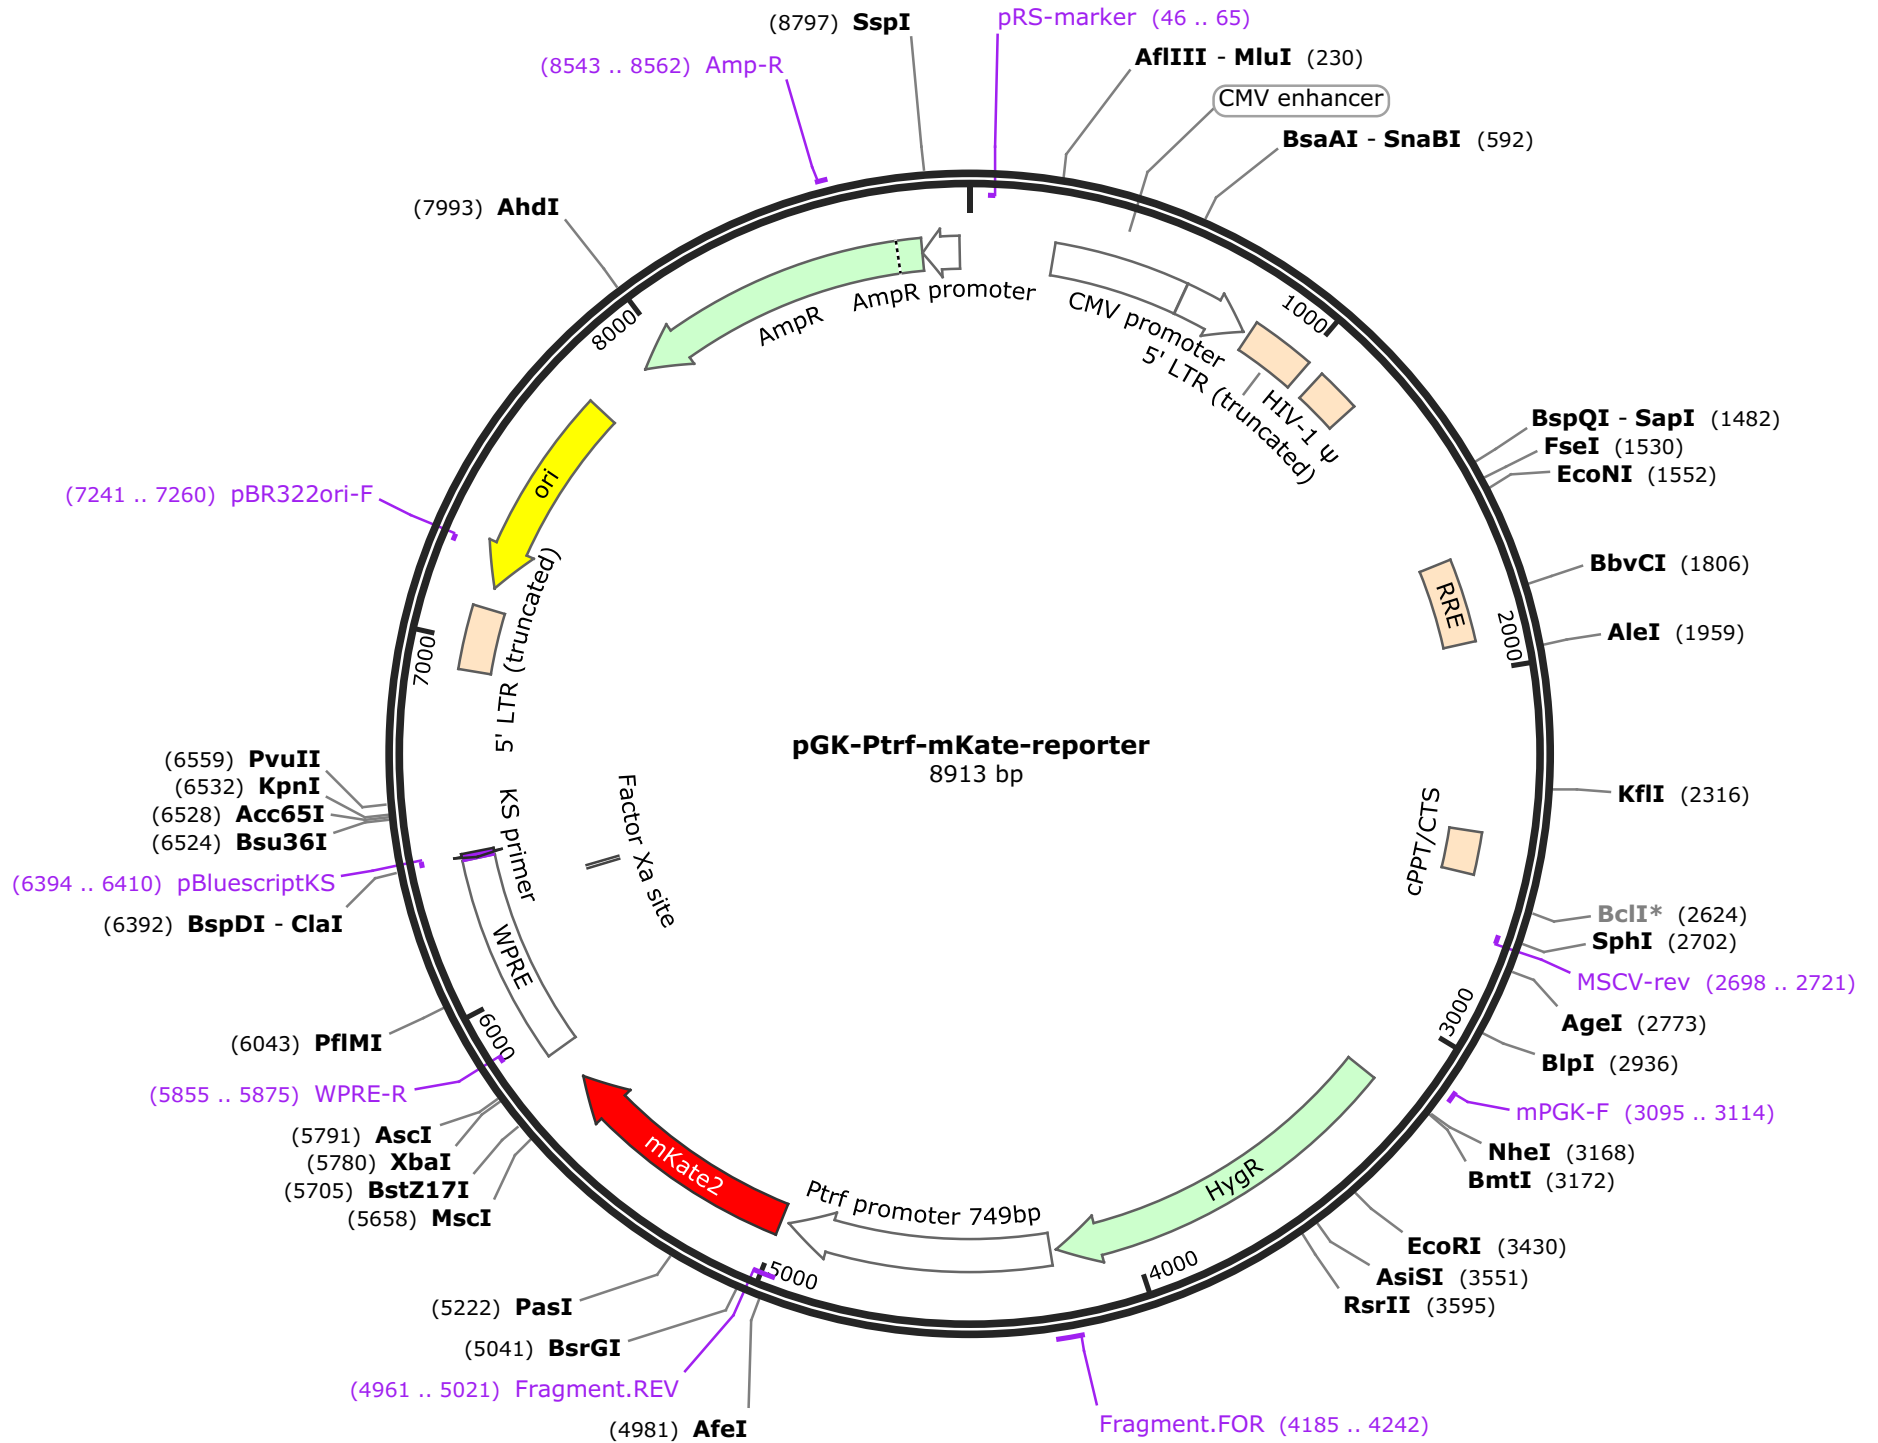 (8797) SspI
pRS-marker (46 .. 65)
(8543 .. 8562) Amp-R
AflIII - MluI (230)
CMV enhancer
BsaAI - SnaBI (592)
(7993) AhdI
8000
AmpR
AmpR promoter
CMV promoter
1000
5' LTR (truncated)
HIV-1 Ψ
BspQI - SapI (1482)
FseI (1530)
EcoNI (1552)
(7241 .. 7260) pBR322ori-F
ori
BbvCI (1806)
RRE
AleI (1959)
2000
7000
5' LTR (truncated)
pGK-Ptrf-mKate-reporter
8913 bp
(6559) PvuII
(6532) KpnI
(6528) Acc65I
(6524) Bsu36I
(6394 .. 6410) pBluescriptKS
(6392) BspDI - ClaI
KS primer
Factor Xa site
WPRE
KflI (2316)
cPPT/CTS
BclI* (2624)
SphI (2702)
MSCV-rev (2698 .. 2721)
AgeI (2773)
3000
BlpI (2936)
mPGK-F (3095 .. 3114)
NheI (3168)
BmtI (3172)
(6043) PflMI
6000
(5855 .. 5875) WPRE-R
(5791) AscI
(5780) XbaI
(5705) BstZ17I
(5658) MscI
mKate2
Ptrf promoter 749bp
HygR
EcoRI (3430)
AsiSI (3551)
RsrII (3595)
4000
5000
(5222) PasI
(5041) BsrGI
(4961 .. 5021) Fragment.REV
(4981) AfeI
Fragment.FOR (4185 .. 4242)